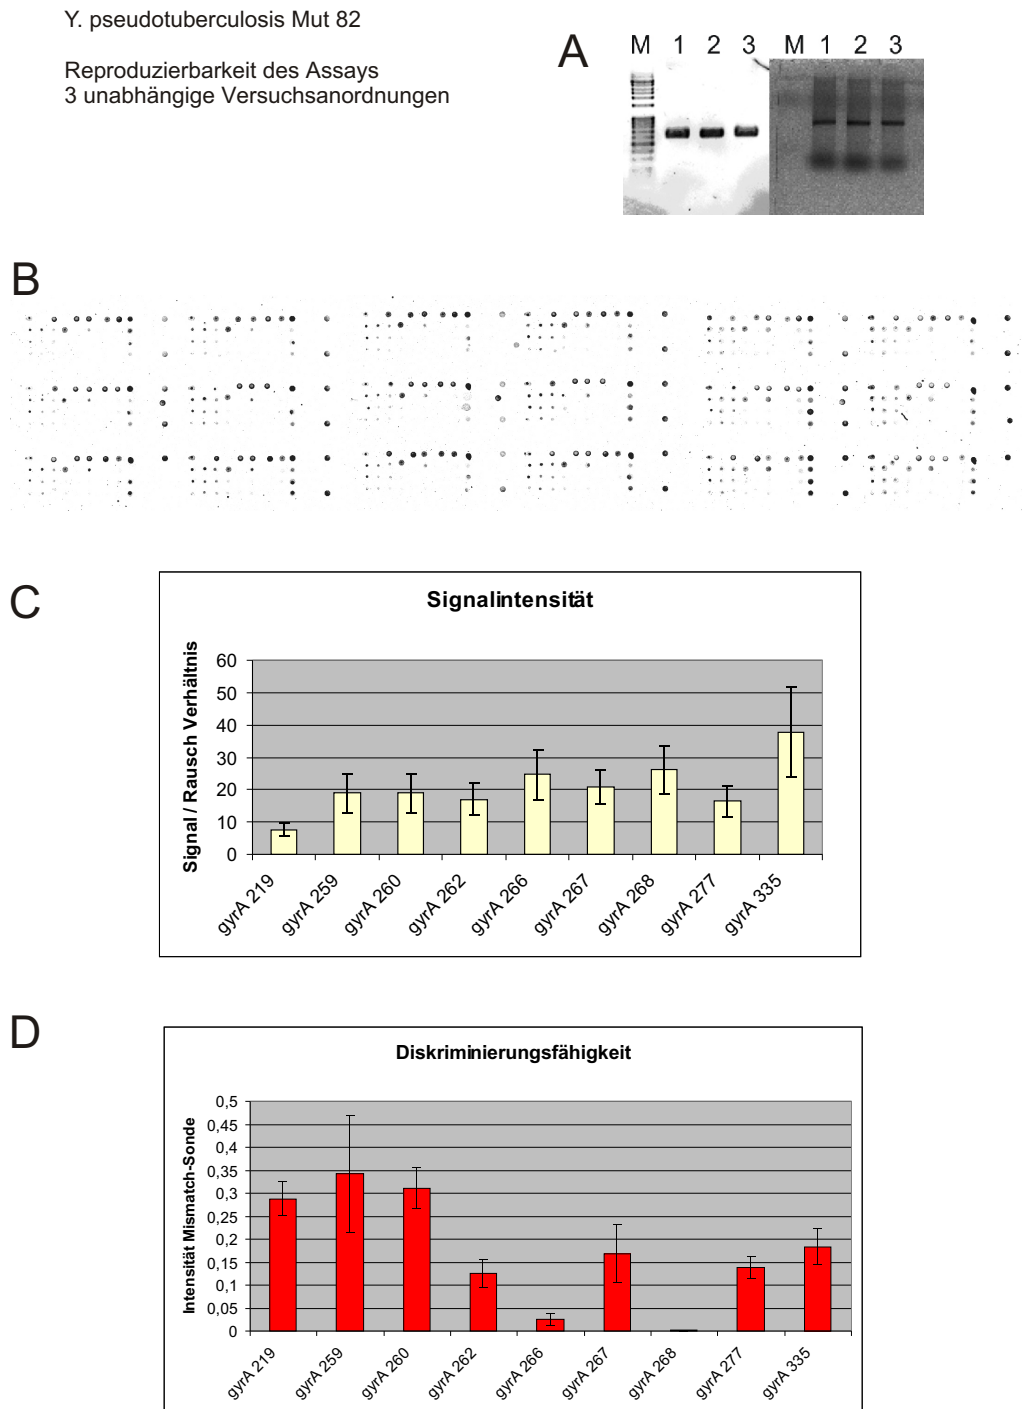 Y. pseudotuberculosis Mut 82
Reproduzierbarkeit des Assays
3 unabhängige Versuchsanordnungen
A
M 1 2 3 M 1 2 3
B
C
Signalintensität
Signal / Rausch Verhältnis
60
50
40
30
20
10
0
gyrA 219
gyrA 259
gyrA 260
gyrA 262
gyrA 266
gyrA 267
gyrA 268
gyrA 277
gyrA 335
D
Diskriminierungsfähigkeit
Intensität Mismatch-Sonde
0,5
0,45
0,4
0,35
0,3
0,25
0,2
0,15
0,1
0,05
0
gyrA 219
gyrA 259
gyrA 260
gyrA 262
gyrA 266
gyrA 267
gyrA 268
gyrA 277
gyrA 335